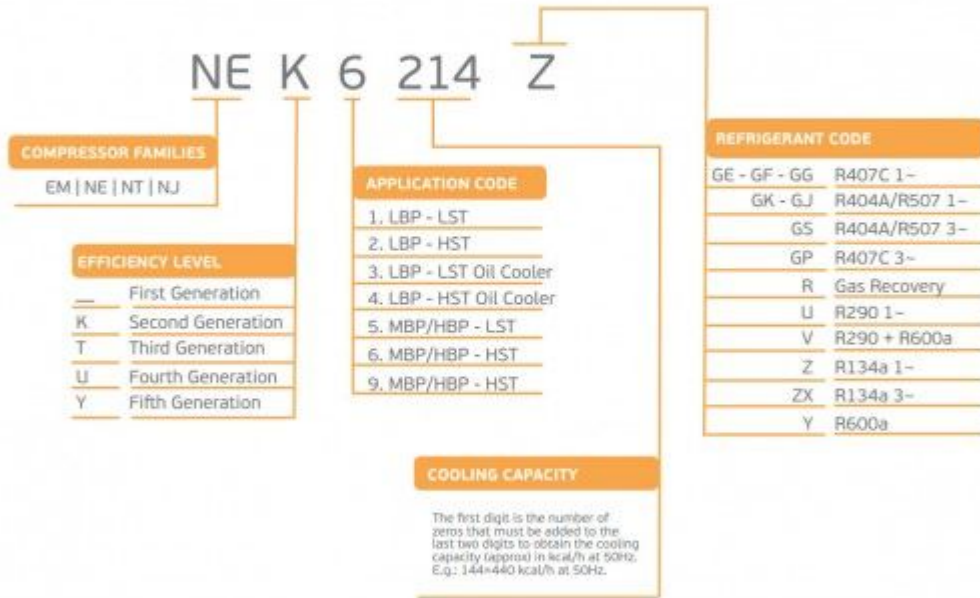 NE K 6 214 Z
COMPRESSOR FAMILIES
EM | NE | NT | NJ
EFFICIENCY LEVEL
__ First Generation
K Second Generation
T Third Generation
U Fourth Generation
Y Fifth Generation
APPLICATION CODE
1. LBP - LST
2. LBP - HST
3. LBP - LST Oil Cooler
4. LBP - HST Oil Cooler
5. MBP/HBP - LST
6. MBP/HBP - HST
9. MBP/HBP - HST
COOLING CAPACITY
The first digit is the number of
zeros that must be added to the
last two digits to obtain the cooling
capacity (approx) in kcal/h at 50Hz.
E.g.: 144=440 kcal/h at 50Hz.
REFRIGERANT CODE
GE - GF - GG R407C 1~
GK - GJ R404A/R507 1~
GS R404A/R507 3~
GP R407C 3~
R Gas Recovery
U R290 1~
V R290 + R600a
Z R134a 1~
ZX R134a 3~
Y R600a